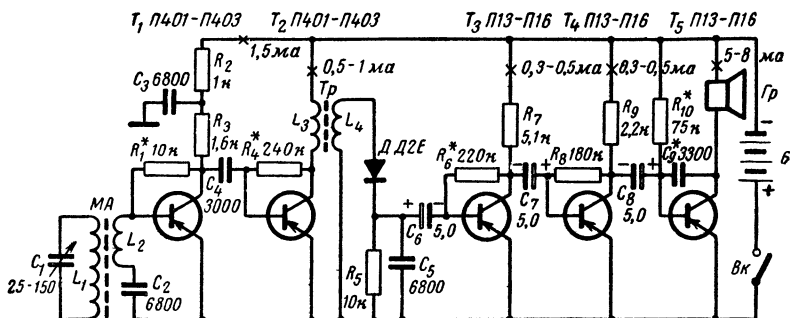 T₁ П401-П403
T₂ П401-П403
T₃ П13-П16
T₄ П13-П16
T₅ П13-П16
1,5 ма
0,5-1 ма
0,3-0,5 ма
0,3-0,5 ма
5-8 ма
C₃ 6800
R₂
1к
R₃
1,6к
Тр
L₃
L₄
R₇
5,1к
R₉
2,2к
R₁₀*
75к
Гр
R₁* 10к
C₄
3000
R₄* 240к
Д Д2Е
R₆* 220к
C₇
5,0
R₈ 180к
C₈
5,0
C₉* 3300
МА
C₁
25-150
L₁
L₂
C₂
6800
R₅
10к
C₅
6800
C₆
5,0
Б
Вк